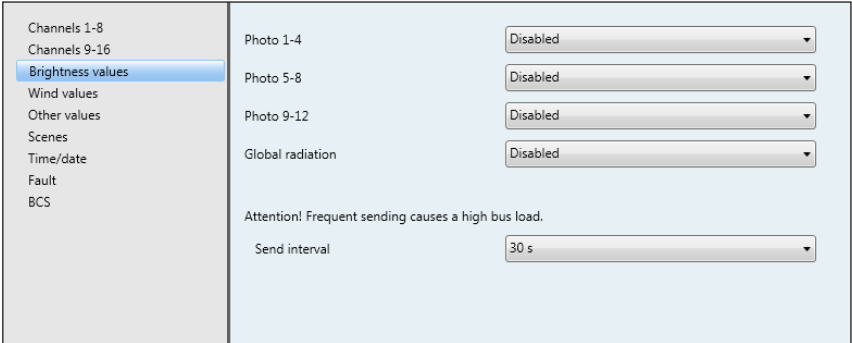 Channels 1-8
Channels 9-16
Brightness values
Wind values
Other values
Scenes
Time/date
Fault
BCS
Photo 1-4 Disabled
Photo 5-8 Disabled
Photo 9-12 Disabled
Global radiation Disabled
Attention! Frequent sending causes a high bus load.
Send interval 30 s